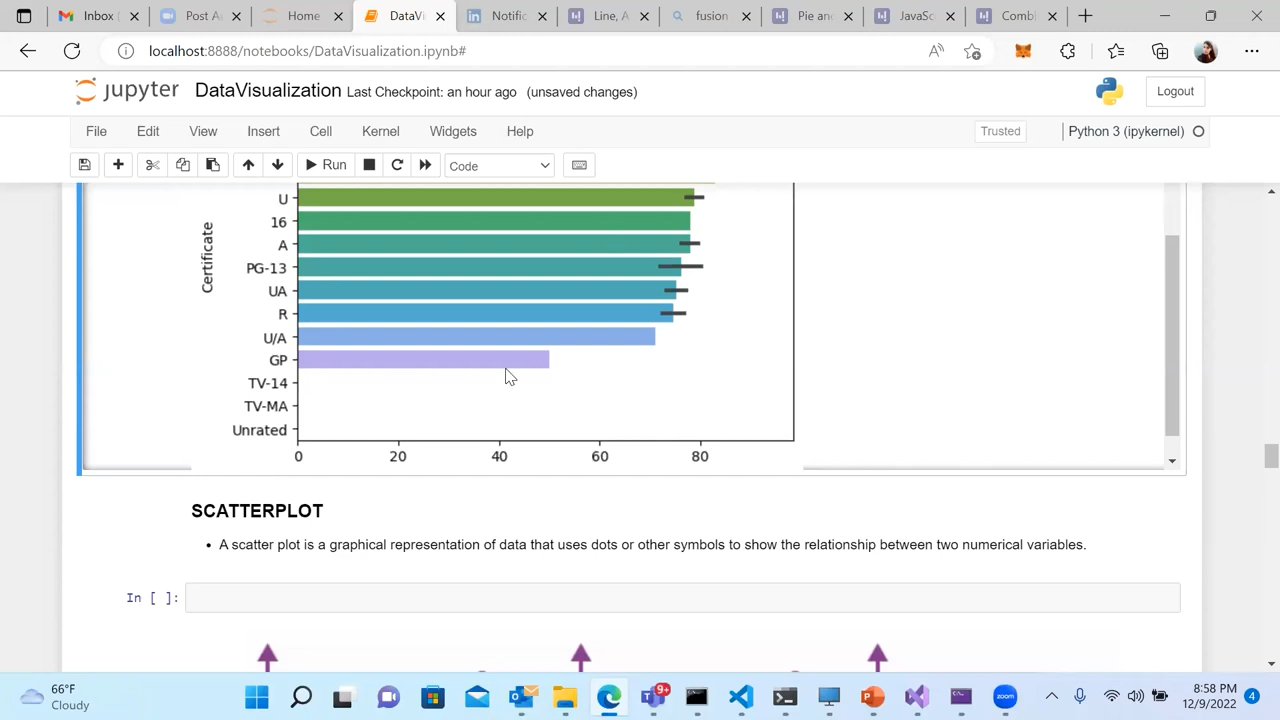 Inbox
Post A
Home
DataV
Notific
Line, A
fusion
Pie and
JavaSc
Combi
localhost:8888/notebooks/DataVisualization.ipynb#
jupyter DataVisualization Last Checkpoint: an hour ago (unsaved changes)
Logout
File Edit View Insert Cell Kernel Widgets Help
Trusted
Python 3 (ipykernel)
Run
Code
Certificate
U
16
A
PG-13
UA
R
U/A
GP
TV-14
TV-MA
Unrated
0 20 40 60 80
SCATTERPLOT
• A scatter plot is a graphical representation of data that uses dots or other symbols to show the relationship between two numerical variables.
In [ ]:
66°F
Cloudy
9+
8:58 PM
12/9/2022
4